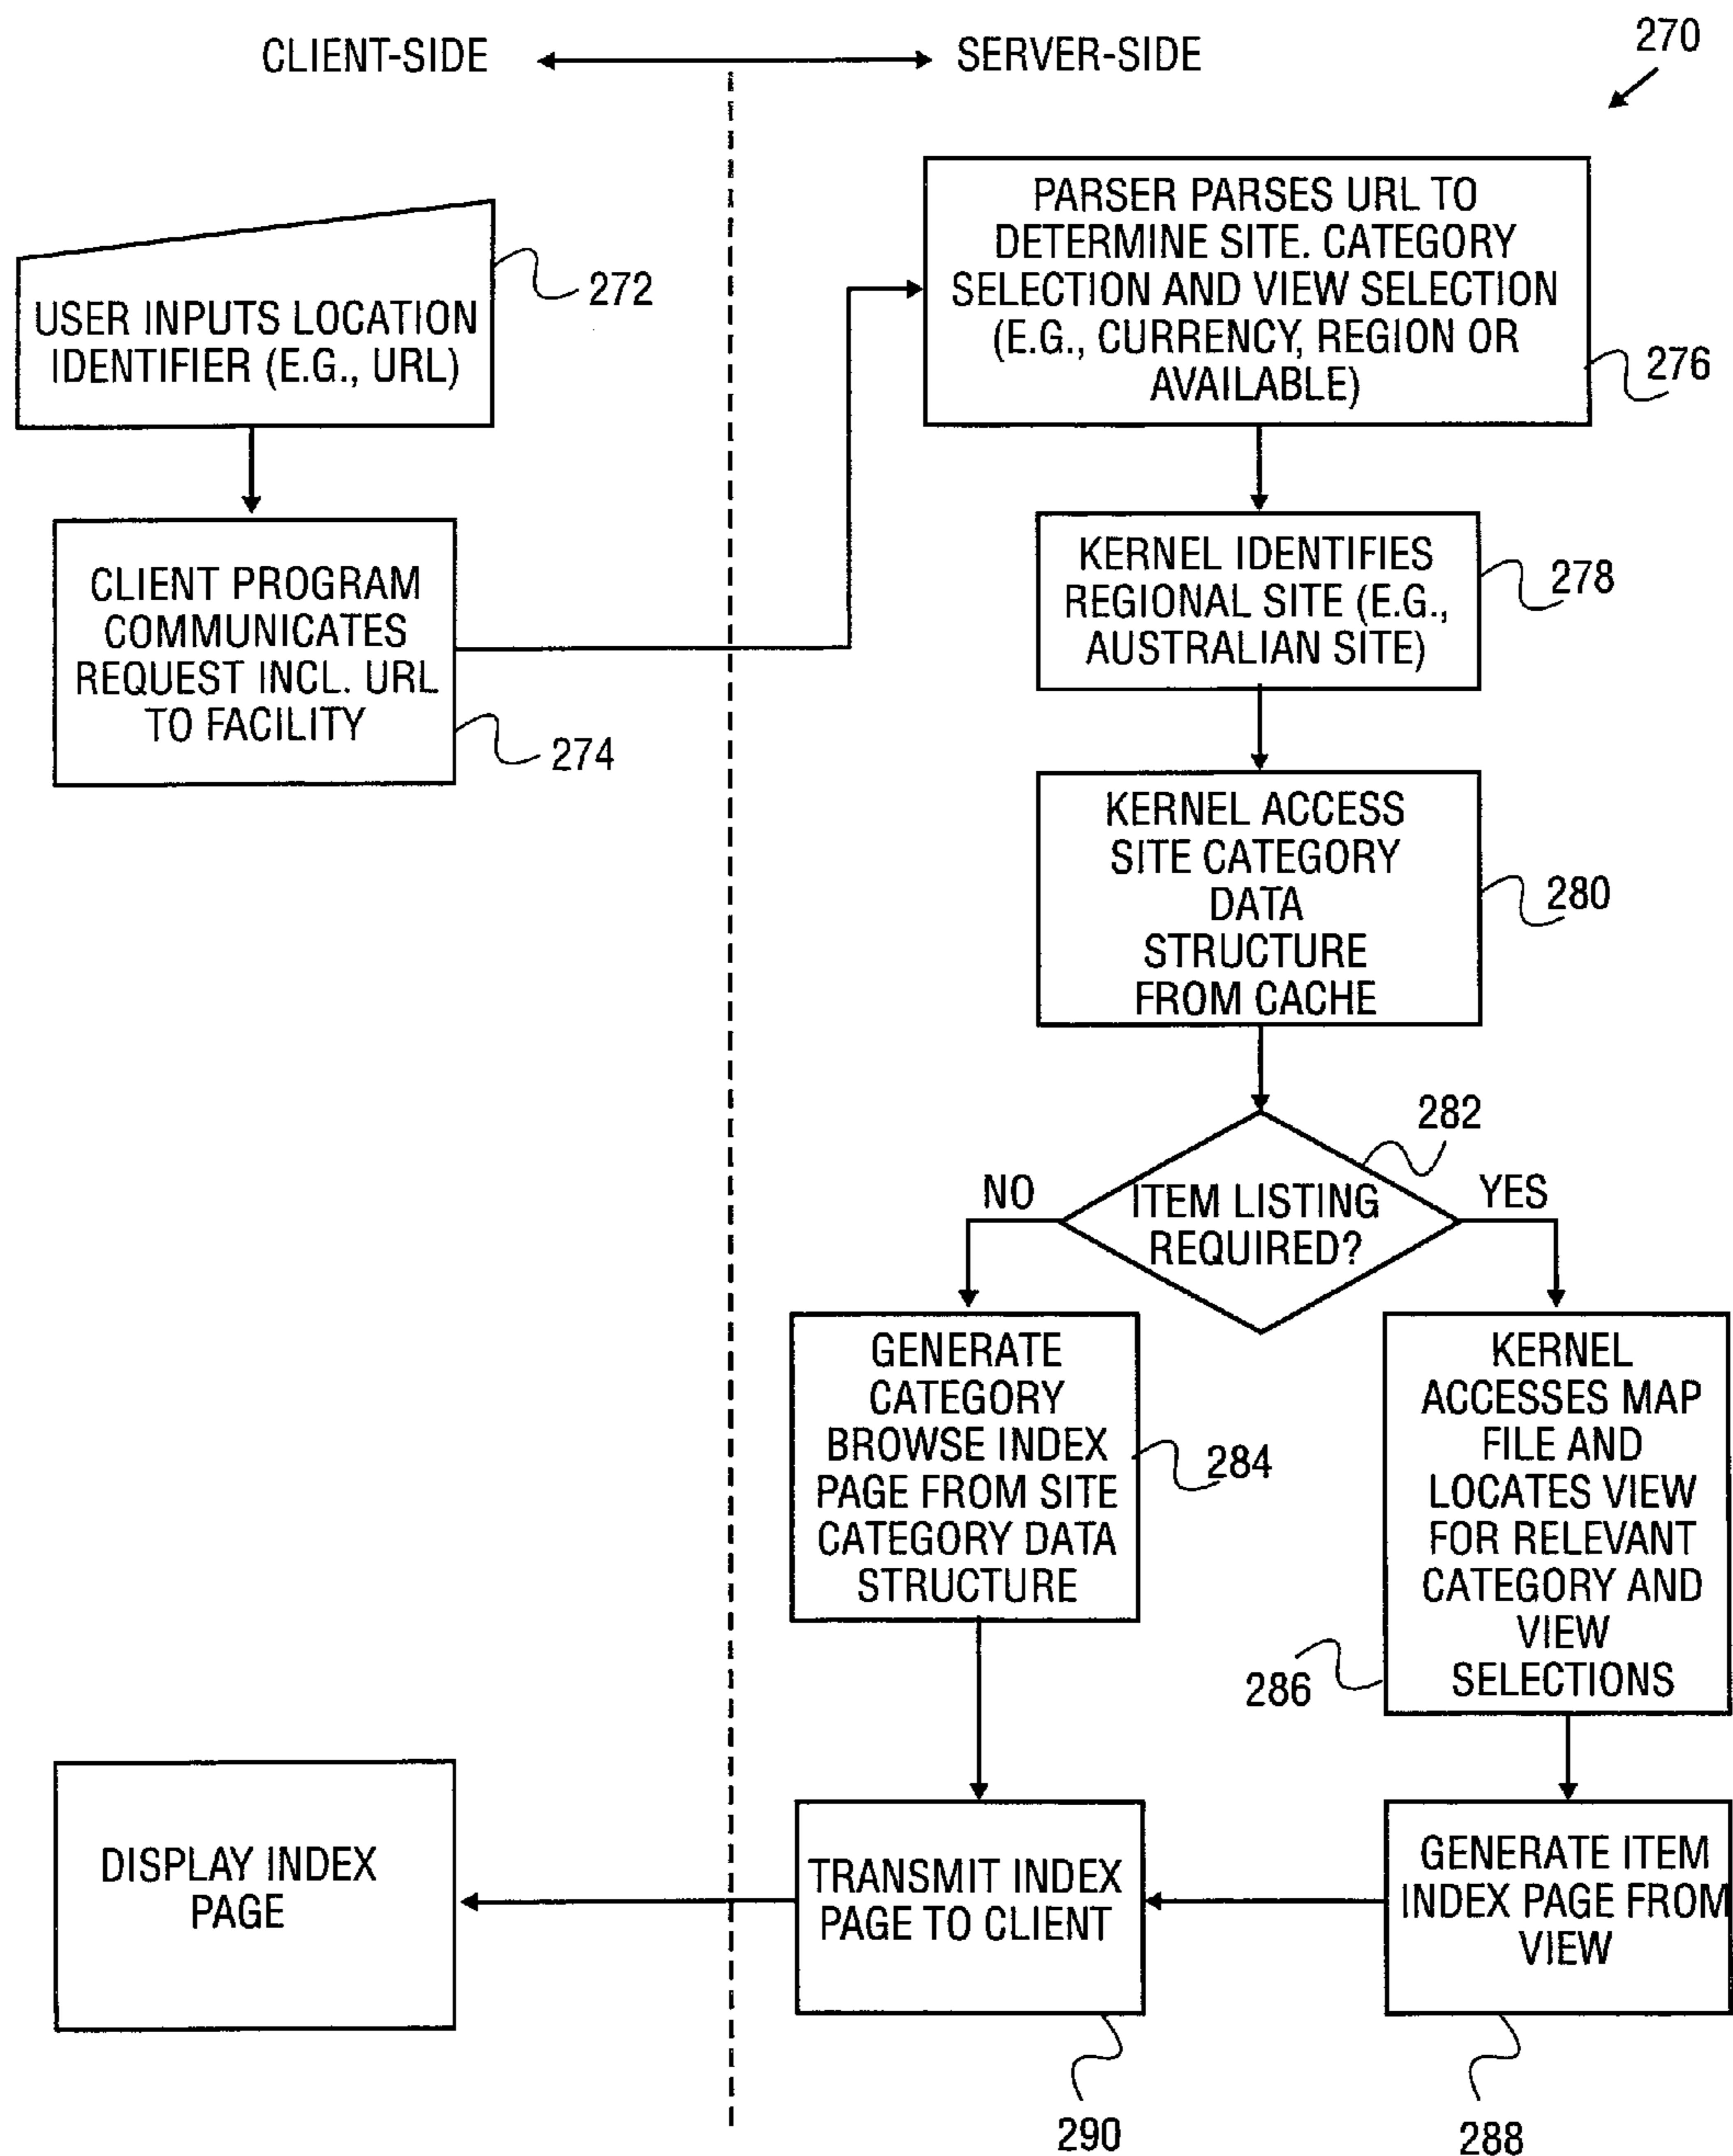 CLIENT-SIDE
SERVER-SIDE
270
USER INPUTS LOCATION
IDENTIFIER (E.G., URL)
272
CLIENT PROGRAM
COMMUNICATES
REQUEST INCL. URL
TO FACILITY
274
PARSER PARSES URL TO
DETERMINE SITE. CATEGORY
SELECTION AND VIEW SELECTION
(E.G., CURRENCY, REGION OR
AVAILABLE)
276
KERNEL IDENTIFIES
REGIONAL SITE (E.G.,
AUSTRALIAN SITE)
278
KERNEL ACCESS
SITE CATEGORY
DATA
STRUCTURE
FROM CACHE
280
282
NO
ITEM LISTING
REQUIRED?
YES
GENERATE
CATEGORY
BROWSE INDEX
PAGE FROM SITE
CATEGORY DATA
STRUCTURE
284
KERNEL
ACCESSES MAP
FILE AND
LOCATES VIEW
FOR RELEVANT
CATEGORY AND
VIEW
SELECTIONS
286
DISPLAY INDEX
PAGE
TRANSMIT INDEX
PAGE TO CLIENT
290
GENERATE ITEM
INDEX PAGE FROM
VIEW
288